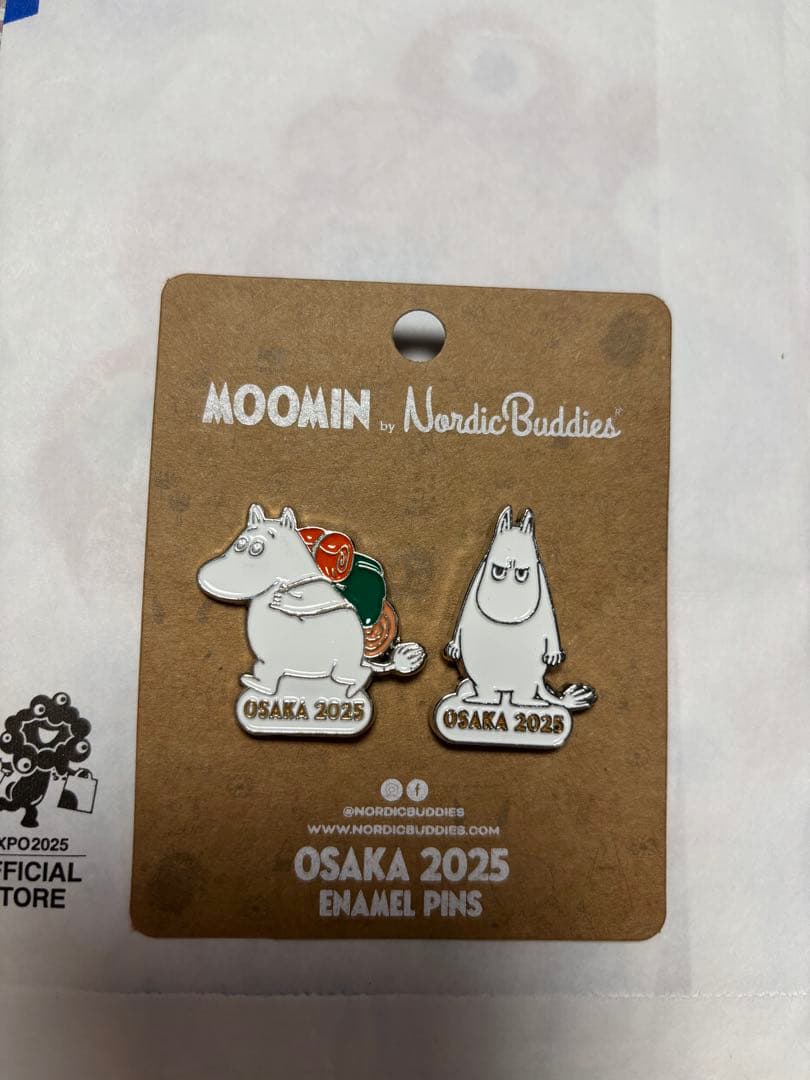 MOOMIN by NordicBuddies®
OSAKA 2025
OSAKA 2025
@NORDICBUDDIES
WWW.NORDICBUDDIES.COM
OSAKA 2025
ENAMEL PINS
XPO2025
FFICIAL
TORE